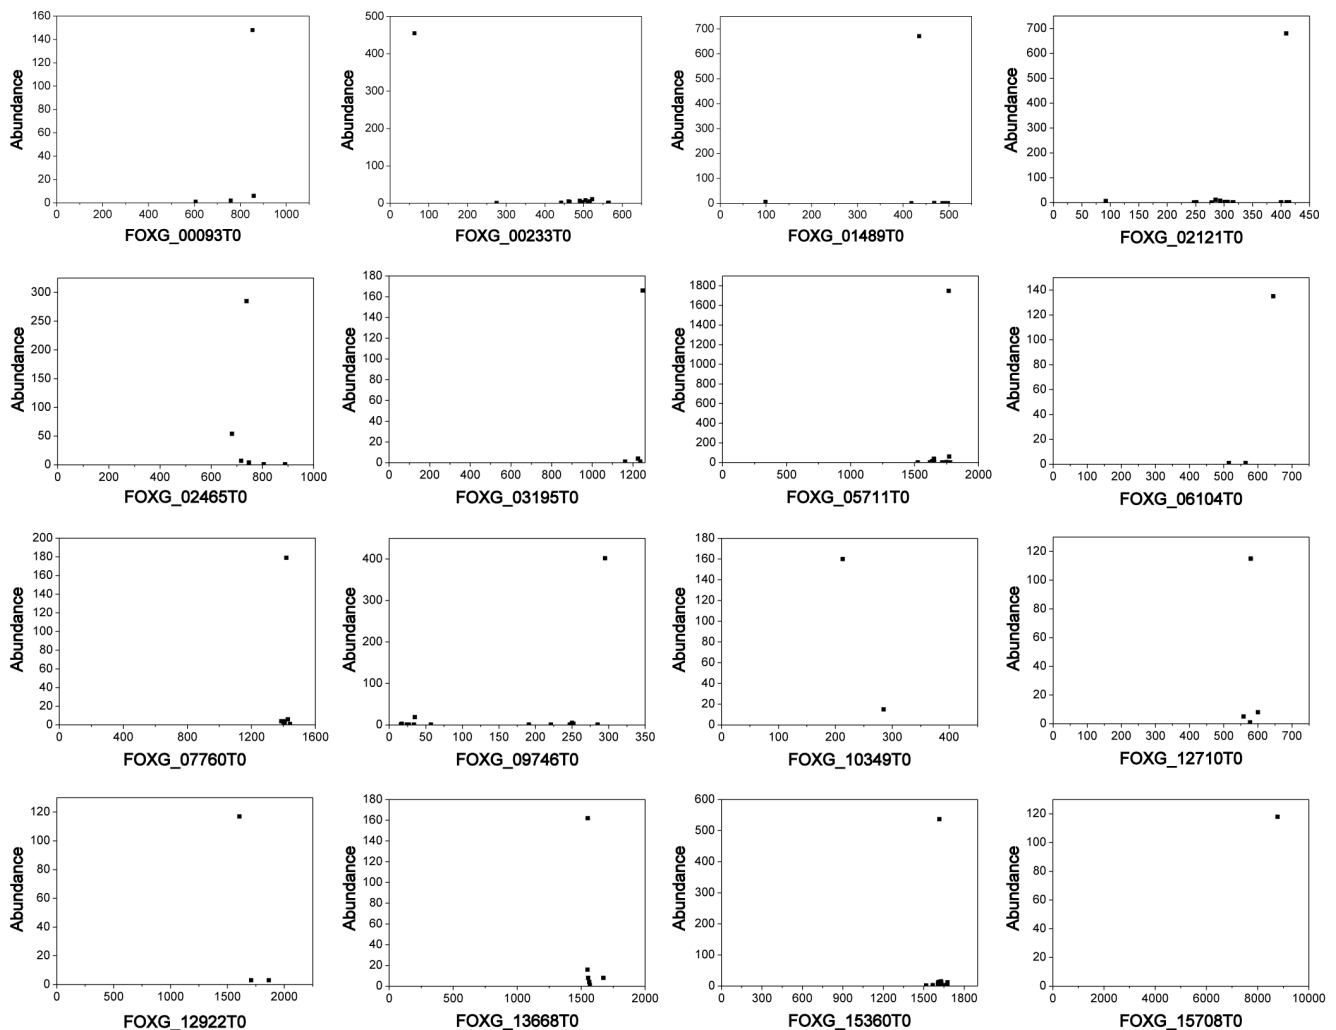 Abundance
160
140
120
100
80
60
40
20
0
0 200 400 600 800 1000
FOXG_00093T0
Abundance
500
400
300
200
100
0
0 100 200 300 400 500 600
FOXG_00233T0
Abundance
700
600
500
400
300
200
100
0
0 100 200 300 400 500
FOXG_01489T0
Abundance
700
600
500
400
300
200
100
0
0 50 100 150 200 250 300 350 400 450
FOXG_02121T0
Abundance
300
250
200
150
100
50
0
0 200 400 600 800 1000
FOXG_02465T0
Abundance
180
160
140
120
100
80
60
40
20
0
0 200 400 600 800 1000 1200
FOXG_03195T0
Abundance
1800
1600
1400
1200
1000
800
600
400
200
0
0 500 1000 1500 2000
FOXG_05711T0
Abundance
140
120
100
80
60
40
20
0
0 100 200 300 400 500 600 700
FOXG_06104T0
Abundance
200
180
160
140
120
100
80
60
40
20
0
0 400 800 1200 1600
FOXG_07760T0
Abundance
400
300
200
100
0
0 50 100 150 200 250 300 350
FOXG_09746T0
Abundance
180
160
140
120
100
80
60
40
20
0
0 100 200 300 400
FOXG_10349T0
Abundance
120
100
80
60
40
20
0
0 100 200 300 400 500 600 700
FOXG_12710T0
Abundance
120
100
80
60
40
20
0
0 500 1000 1500 2000
FOXG_12922T0
Abundance
180
160
140
120
100
80
60
40
20
0
0 500 1000 1500 2000
FOXG_13668T0
Abundance
600
500
400
300
200
100
0
0 300 600 900 1200 1500 1800
FOXG_15360T0
Abundance
120
100
80
60
40
20
0
0 2000 4000 6000 8000 10000
FOXG_15708T0